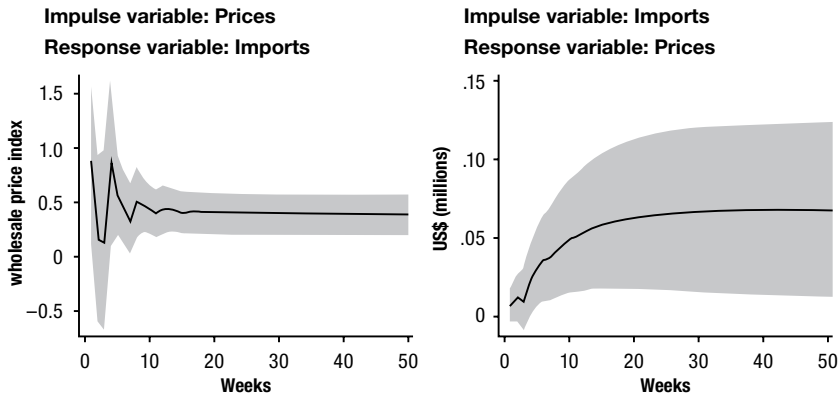 Impulse variable: Prices
Response variable: Imports
wholesale price index
1.5
1.0
0.5
0
−0.5
0 10 20 30 40 50
Weeks
Impulse variable: Imports
Response variable: Prices
US$ (millions)
.15
.10
.05
0
0 10 20 30 40 50
Weeks